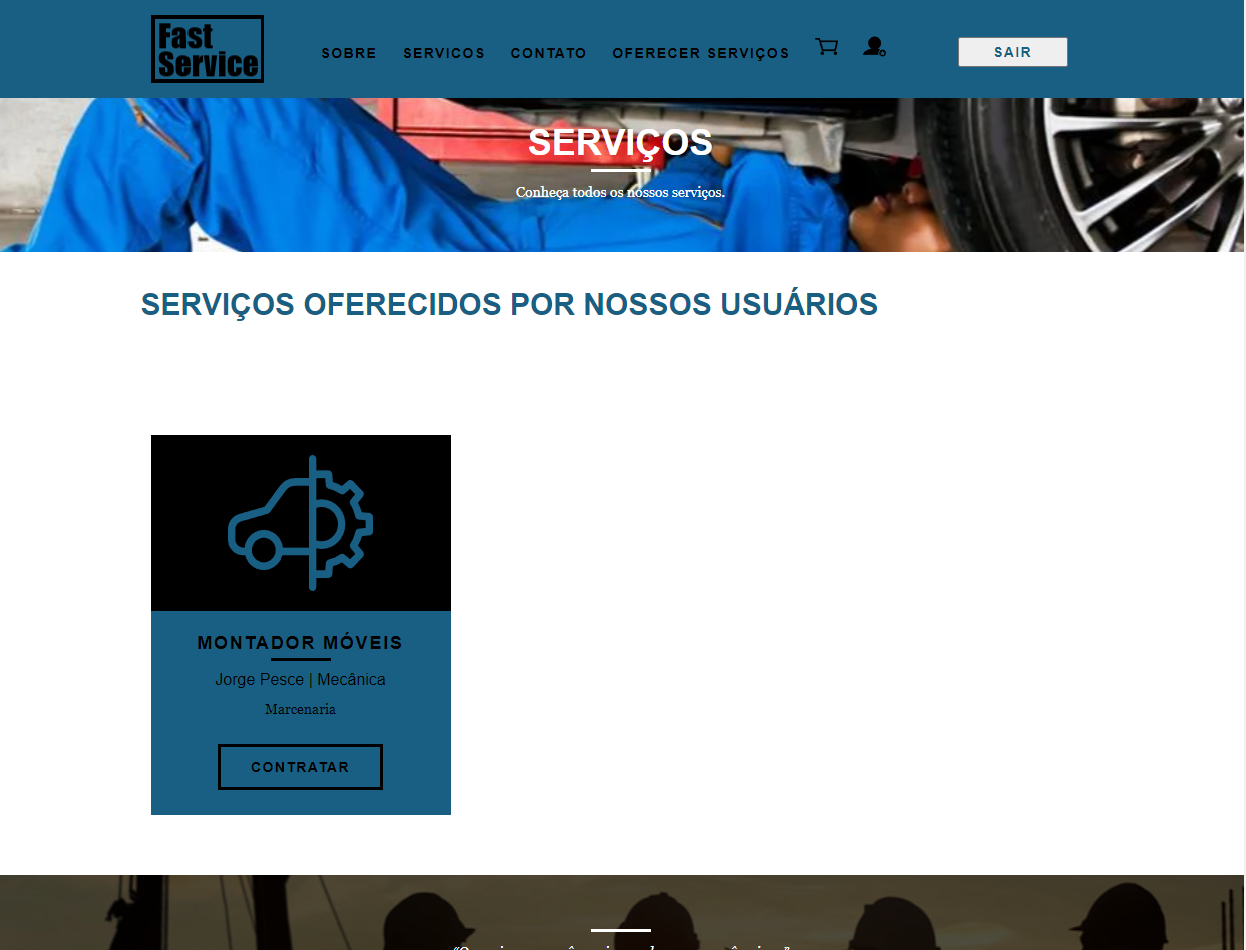 Fast
Service
SOBRE SERVICOS CONTATO OFERECER SERVIÇOS SAIR
SERVIÇOS
Conheça todos os nossos serviços.
SERVIÇOS OFERECIDOS POR NOSSOS USUÁRIOS
MONTADOR MÓVEIS
Jorge Pesce | Mecânica
Marcenaria
CONTRATAR